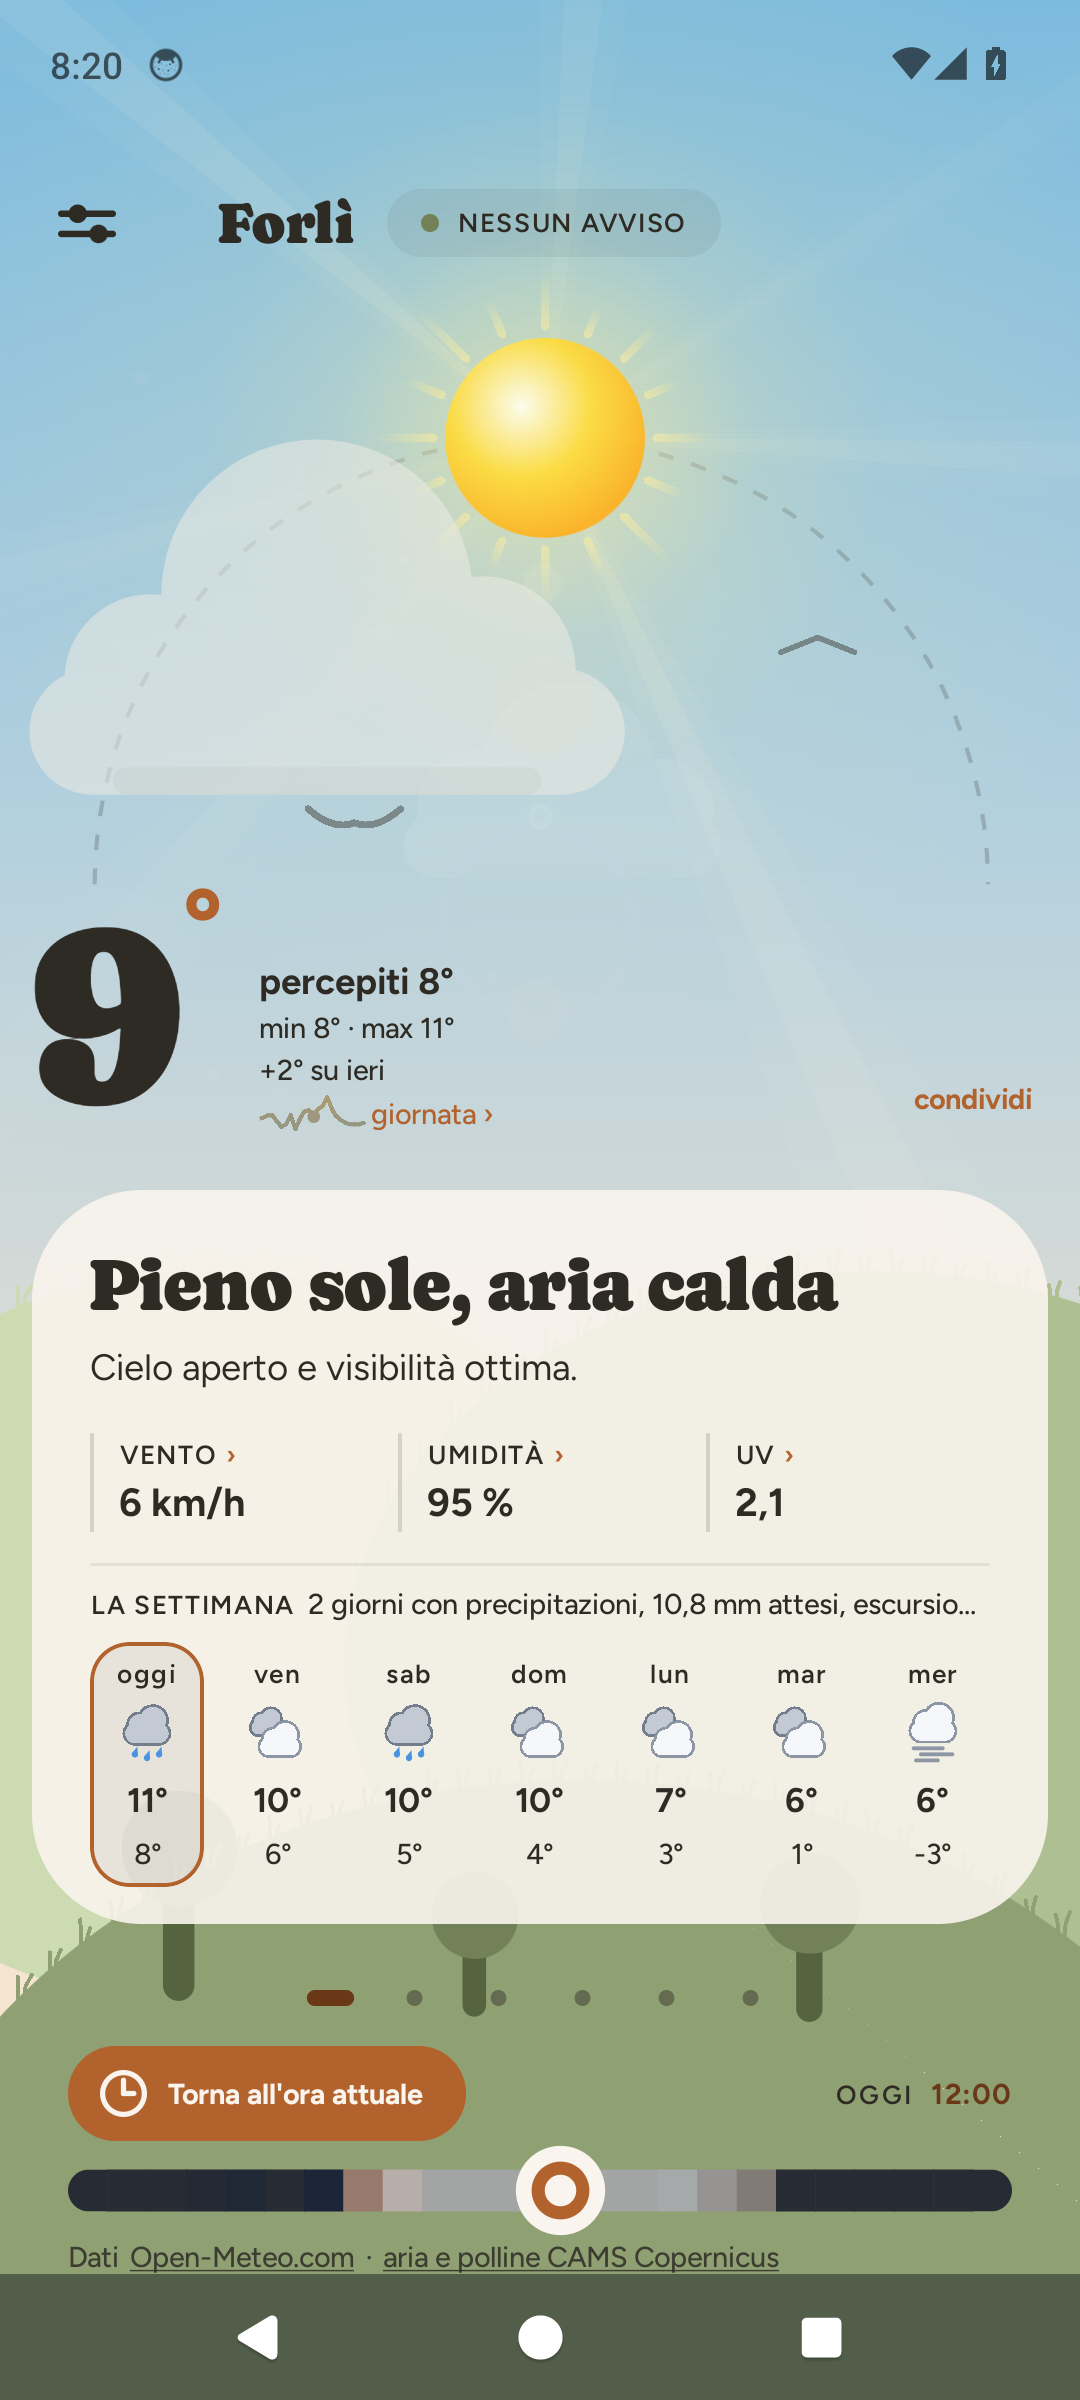 8:20
Forlì
NESSUN AVVISO
9°
percepiti 8°
min 8° · max 11°
+2° su ieri
giornata ›
condividi
Pieno sole, aria calda
Cielo aperto e visibilità ottima.
VENTO › UMIDITÀ › UV ›
6 km/h 95 % 2,1
LA SETTIMANA 2 giorni con precipitazioni, 10,8 mm attesi, escursio...
oggi ven sab dom lun mar mer
11° 10° 10° 10° 7° 6° 6°
8° 6° 5° 4° 3° 1° -3°
Torna all'ora attuale
OGGI 12:00
Dati Open-Meteo.com · aria e polline CAMS Copernicus